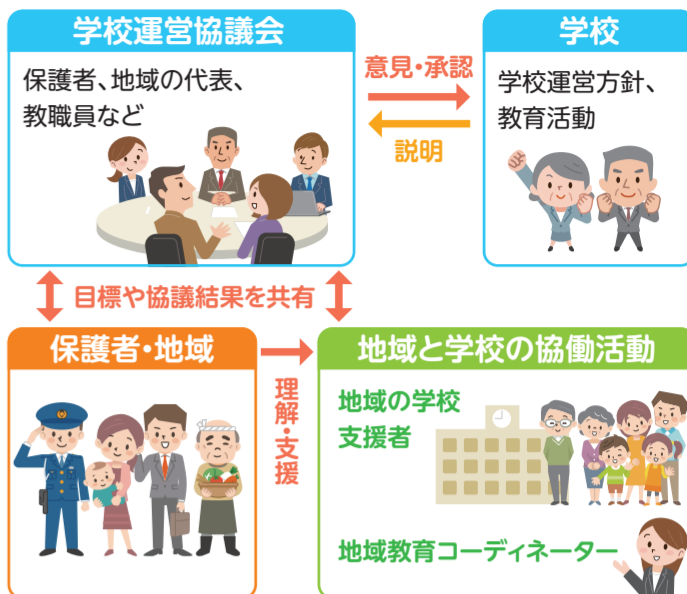 学校運営協議会
保護者、地域の代表、
教職員など
意見・承認
説明
学校
学校運営方針、
教育活動
目標や協議結果を共有
保護者・地域
理解・支援
地域と学校の協働活動
地域の学校
支援者
地域教育コーディネーター